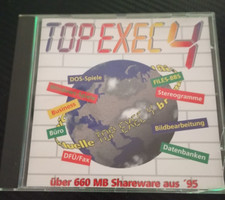 TOP EXEC 4
DOS-Spiele
FILES-BBS
Stereogramme
Business
Büro
Bildbearbeitung
DFÜ/Fax
Datenbanken
über 660 MB Shareware aus '95